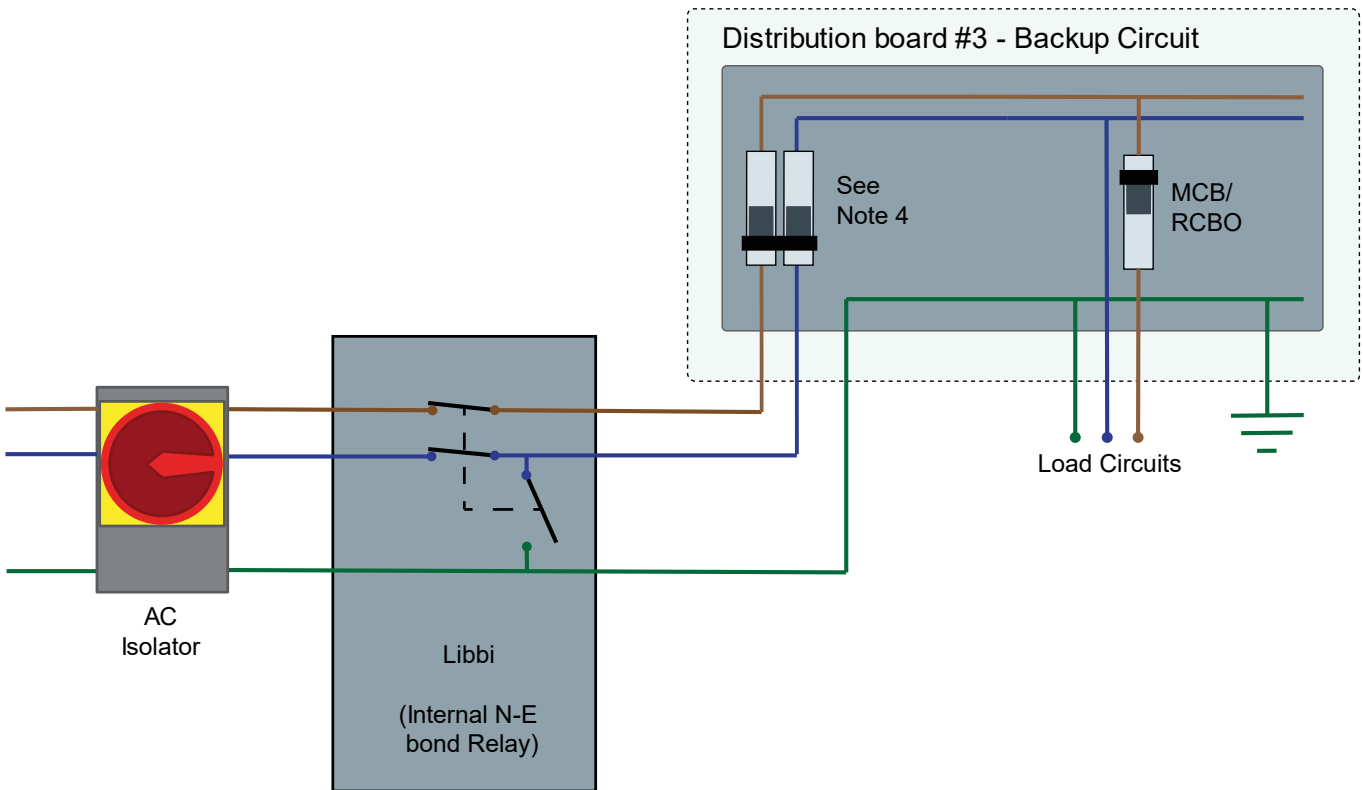 Distribution board #3 - Backup Circuit
See
Note 4
MCB/
RCBO
Load Circuits
AC
Isolator
Libbi
(Internal N-E
bond Relay)